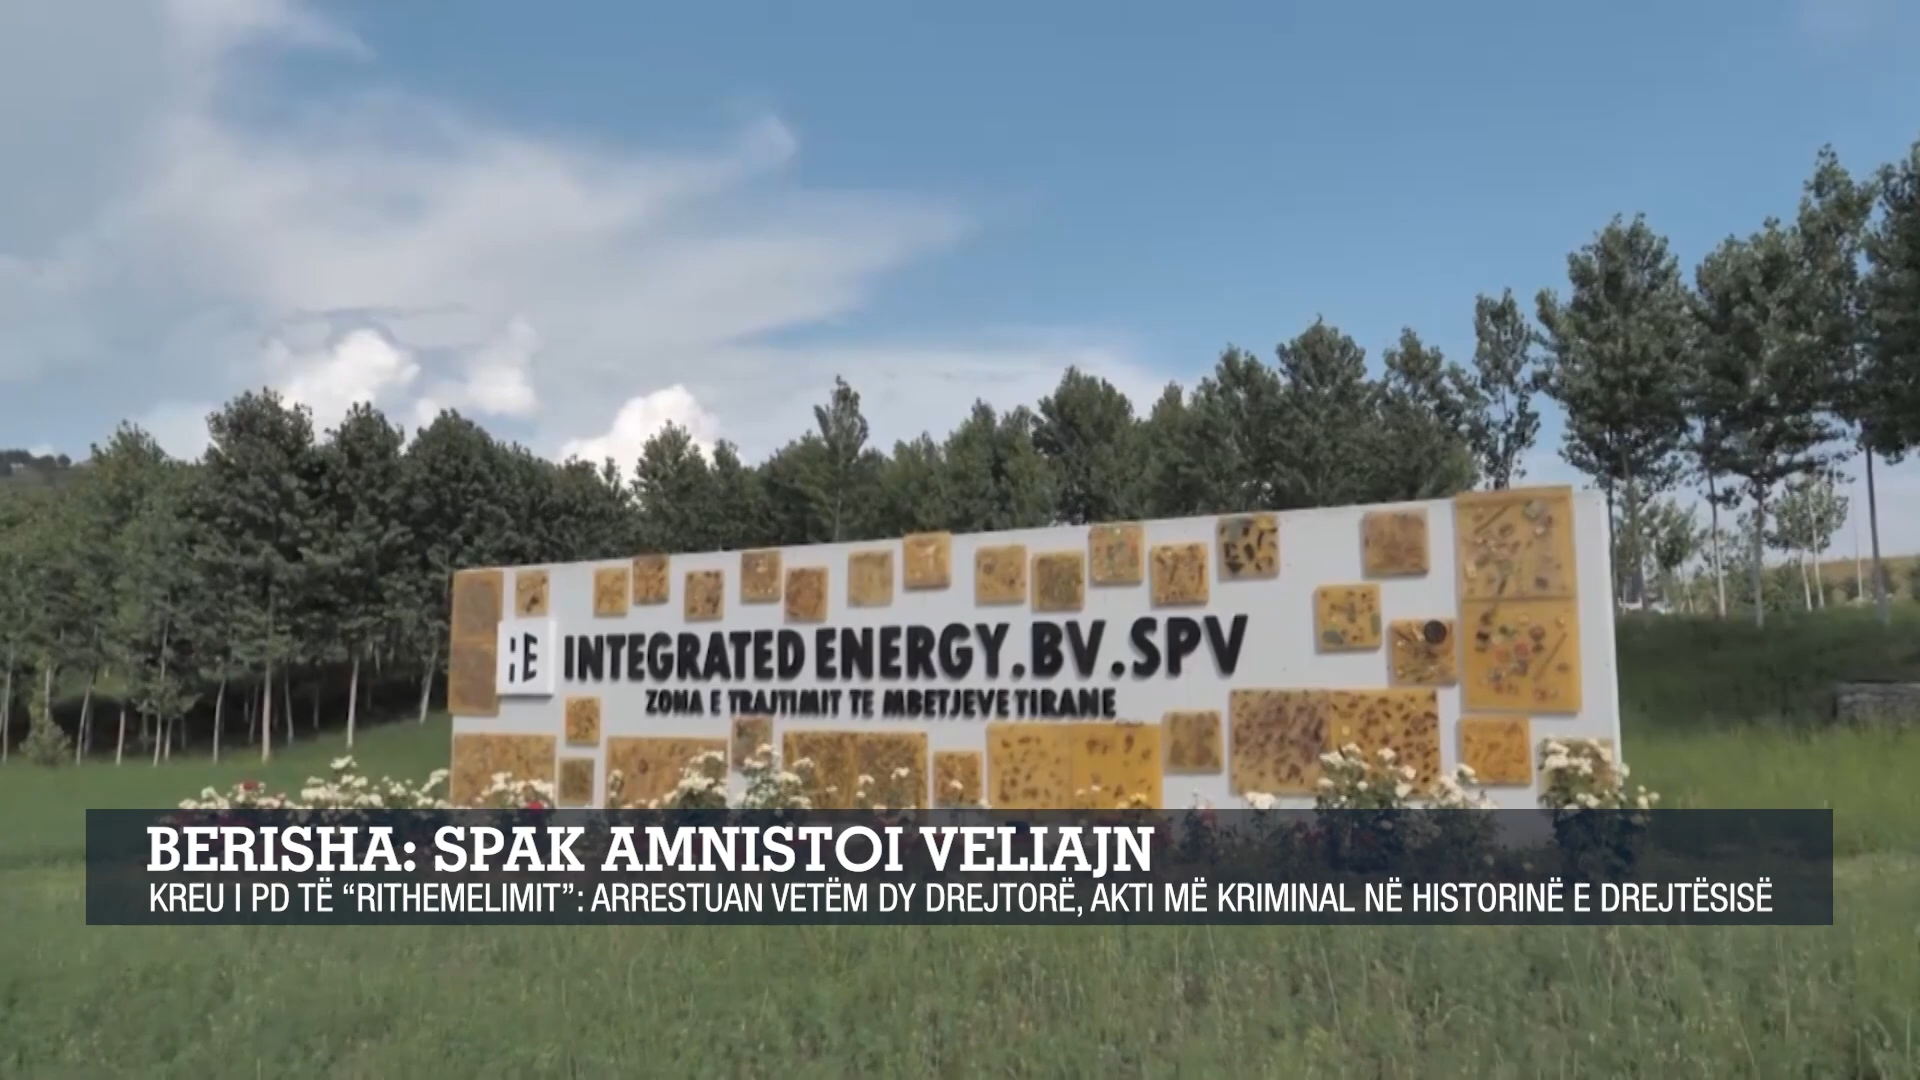 IE INTEGRATED ENERGY.BV.SPV
ZONA E TRAJTIMIT TE MBETJEVE TIRANE
BERISHA: SPAK AMNISTOI VELIAJN
KREU I PD TË “RITHEMELIMIT”: ARRESTUAN VETËM DY DREJTORË, AKTI MË KRIMINAL NË HISTORINË E DREJTËSISË